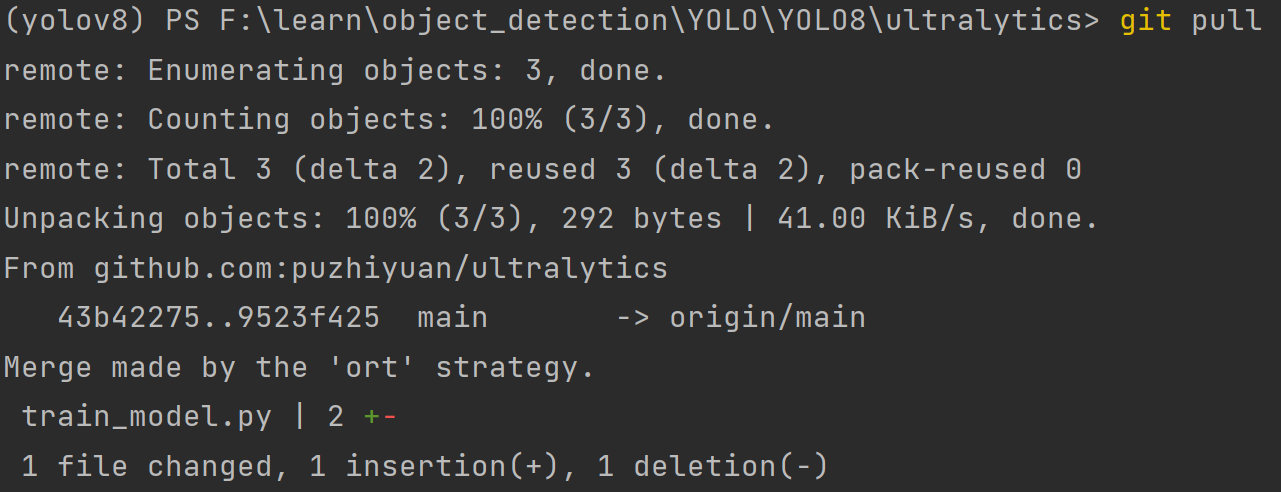 (yolov8) PS F:\learn\object_detection\YOLO\YOLO8\ultralytics> git pull
remote: Enumerating objects: 3, done.
remote: Counting objects: 100% (3/3), done.
remote: Total 3 (delta 2), reused 3 (delta 2), pack-reused 0
Unpacking objects: 100% (3/3), 292 bytes | 41.00 KiB/s, done.
From github.com:puzhiyuan/ultralytics
   43b42275..9523f425  main       -> origin/main
Merge made by the 'ort' strategy.
 train_model.py | 2 +-
 1 file changed, 1 insertion(+), 1 deletion(-)